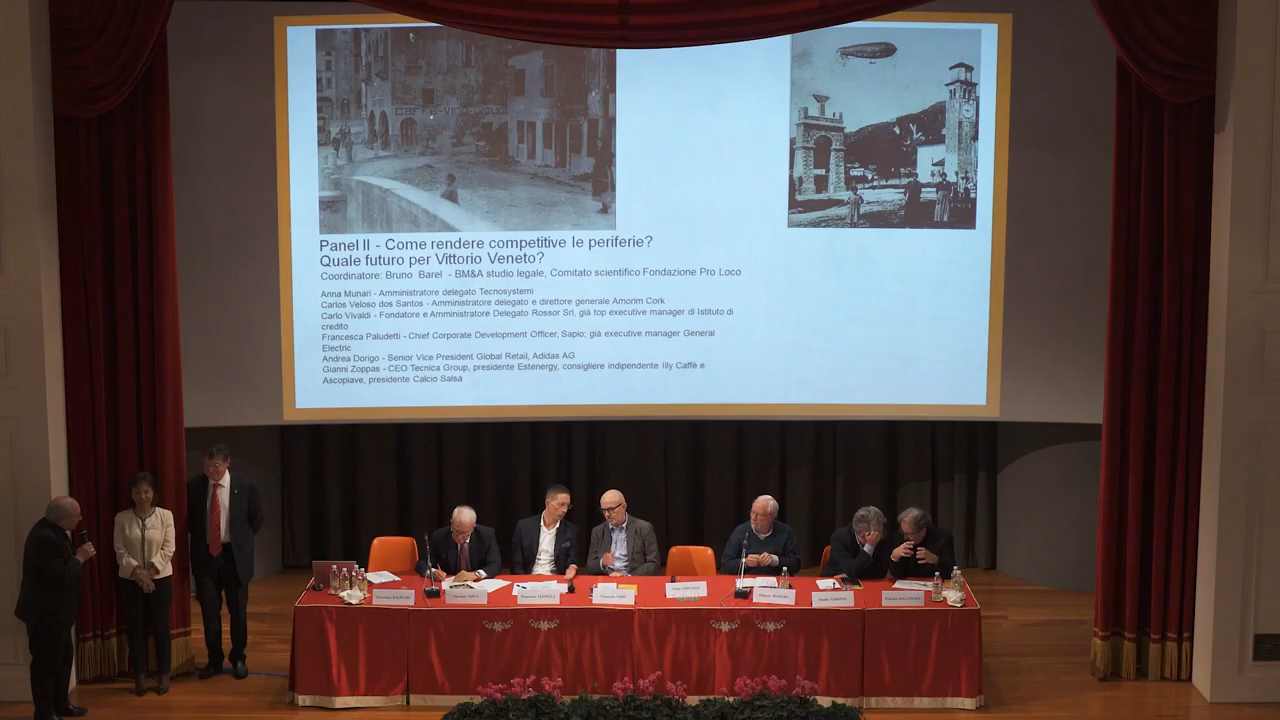 CAFFÈ-VINO-LIQUO
Panel II - Come rendere competitive le periferie?
Quale futuro per Vittorio Veneto?
Coordinatore: Bruno Barel - BM&A studio legale, Comitato scientifico Fondazione Pro Loco
Anna Munari - Amministratore delegato Tecnosystemi
Carlos Veloso dos Santos - Amministratore delegato e direttore generale Amorim Cork
Carlo Vivaldi - Fondatore e Amministratore Delegato Rossor Srl, già top executive manager di Istituto di
credito
Francesca Paludetti - Chief Corporate Development Officer, Sapio; già executive manager General
Electric
Andrea Dorigo - Senior Vice President Global Retail, Adidas AG
Gianni Zoppas - CEO Tecnica Group, presidente Estenergy, consigliere indipendente Illy Caffè e
Ascopiave, presidente Calcio Salsa